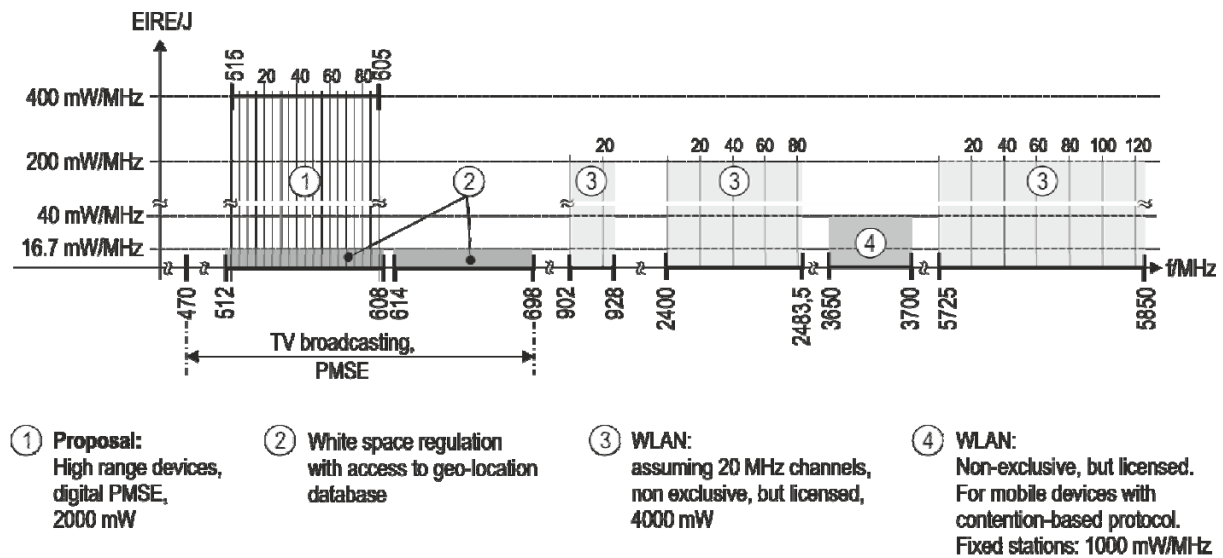 EIRE/J
515 20 40 60 80 605
400 mW/MHz
200 mW/MHz
20
20 40 60 80
20 40 60 80 100 120
40 mW/MHz
16.7 mW/MHz
1
2
3
3
3
4
f/MHz
470
512
608
614
698
902
928
2400
2483,5
3650
3700
5725
5850
TV broadcasting,
PMSE
1 Proposal:
High range devices,
digital PMSE,
2000 mW
2 White space regulation
with access to geo-location
database
3 WLAN:
assuming 20 MHz channels,
non exclusive, but licensed,
4000 mW
4 WLAN:
Non-exclusive, but licensed.
For mobile devices with
contention-based protocol.
Fixed stations: 1000 mW/MHz